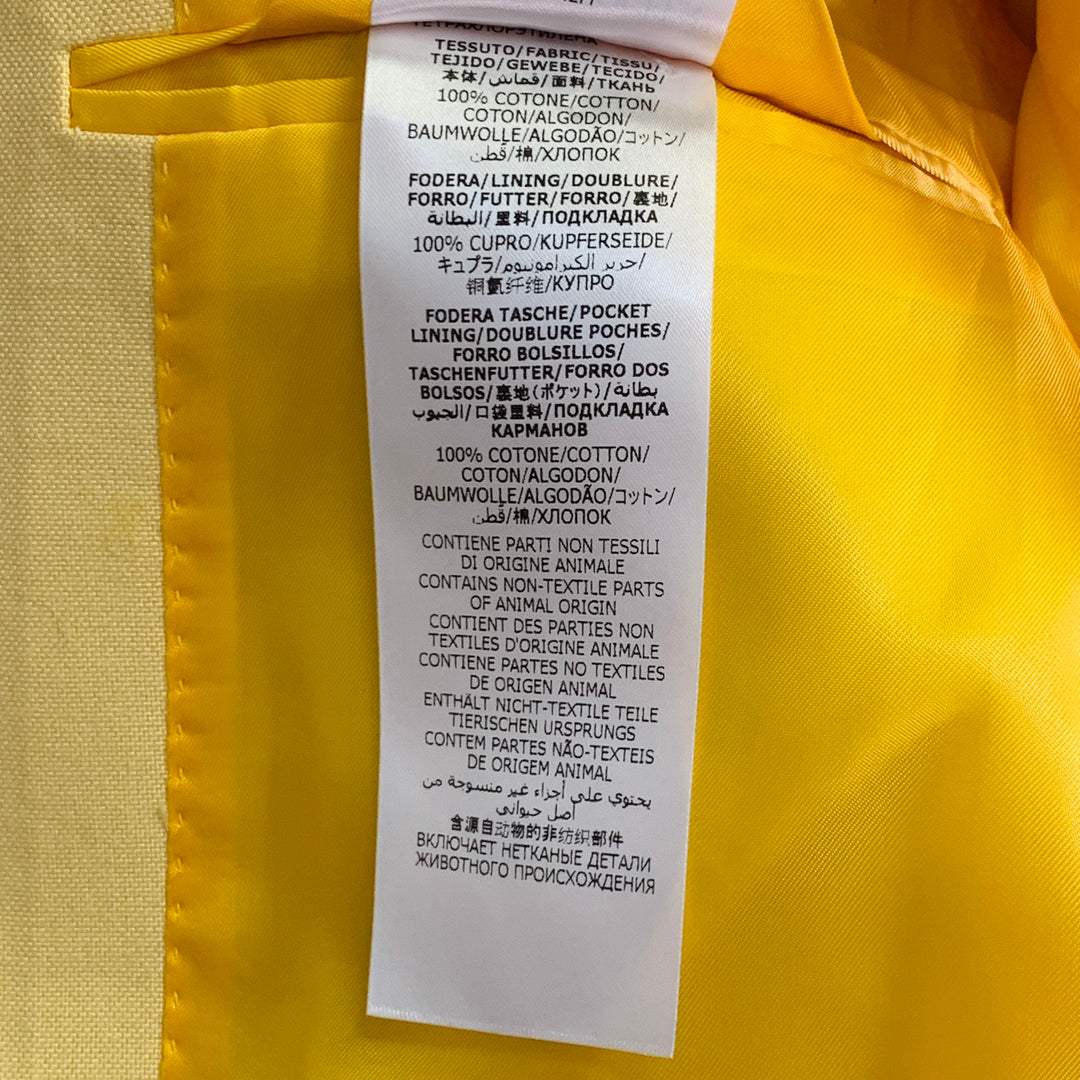 ТЕТРАХЛОРЭТИЛЕНА
TESSUTO/FABRIC/TISSU/
TEJIDO/GEWEBE/TECIDO/
本体/قماش/面料/ТКАНЬ
100% COTONE/COTTON/
COTON/ALGODON/
BAUMWOLLE/ALGODÃO/コットン/
قطن/棉/ХЛОПОК
FODERA/LINING/DOUBLURE/
FORRO/FUTTER/FORRO/裏地/
البطانة/里料/ПОДКЛАДКА
100% CUPRO/KUPFERSEIDE/
キュプラ/حرير الكبرامونيوم/
铜氨纤维/КУПРО
FODERA TASCHE/POCKET
LINING/DOUBLURE POCHES/
FORRO BOLSILLOS/
TASCHENFUTTER/FORRO DOS
BOLSOS/裏地(ポケット)/بطانة
الجيوب/口袋里料/ПОДКЛАДКА
КАРМАНОВ
100% COTONE/COTTON/
COTON/ALGODON/
BAUMWOLLE/ALGODÃO/コットン/
قطن/棉/ХЛОПОК
CONTIENE PARTI NON TESSILI
DI ORIGINE ANIMALE
CONTAINS NON-TEXTILE PARTS
OF ANIMAL ORIGIN
CONTIENT DES PARTIES NON
TEXTILES D'ORIGINE ANIMALE
CONTIENE PARTES NO TEXTILES
DE ORIGEN ANIMAL
ENTHÄLT NICHT-TEXTILE TEILE
TIERISCHEN URSPRUNGS
CONTEM PARTES NÃO-TEXTEIS
DE ORIGEM ANIMAL
يحتوي على أجزاء غير منسوجة من
أصل حيواني
含源自动物的非纺织部件
ВКЛЮЧАЕТ НЕТКАНЫЕ ДЕТАЛИ
ЖИВОТНОГО ПРОИСХОЖДЕНИЯ